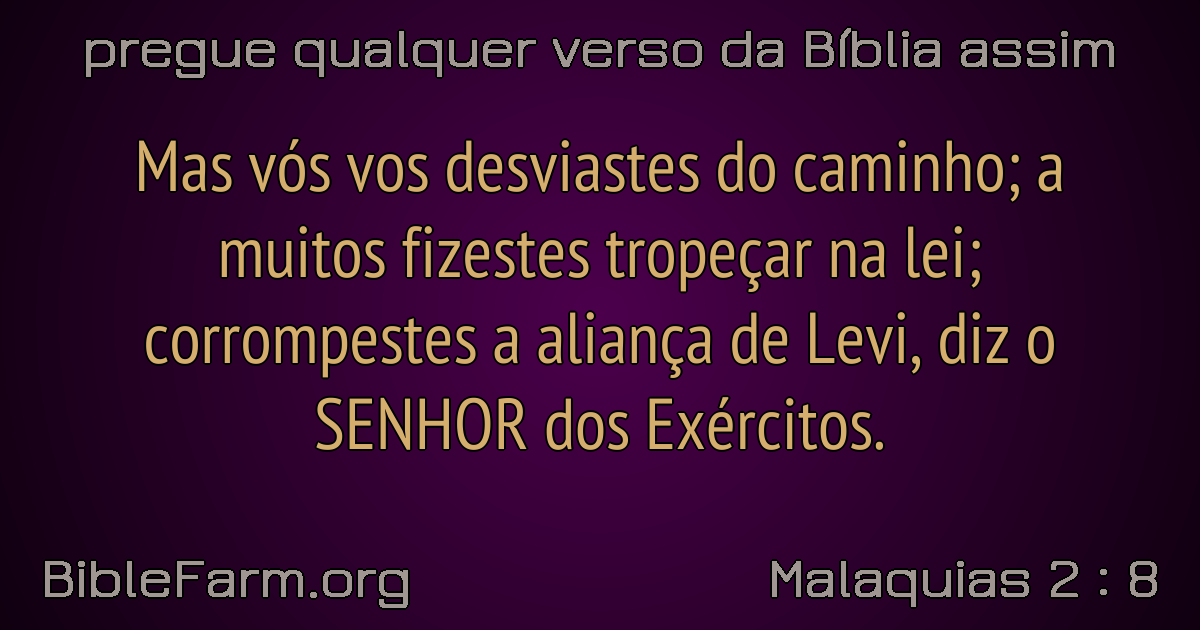 pregue qualquer verso da Bíblia assim
Mas vós vos desviastes do caminho; a
muitos fizestes tropeçar na lei;
corrompestes a aliança de Levi, diz o
SENHOR dos Exércitos.
BibleFarm.org
Malaquias 2 : 8